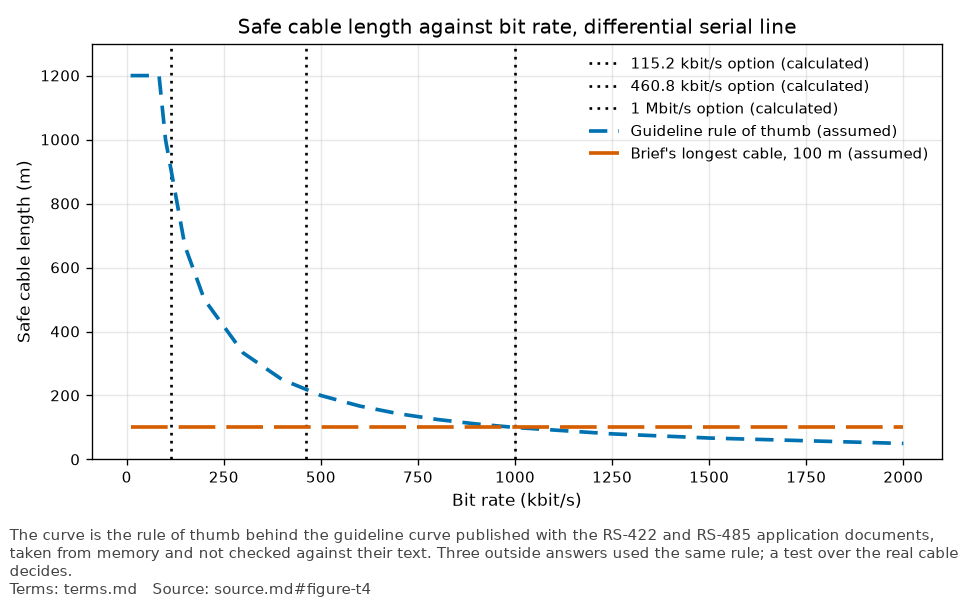 Safe cable length against bit rate, differential serial line
115.2 kbit/s option (calculated)
460.8 kbit/s option (calculated)
1 Mbit/s option (calculated)
Guideline rule of thumb (assumed)
Brief's longest cable, 100 m (assumed)
Safe cable length (m)
1200
1000
800
600
400
200
0
0 250 500 750 1000 1250 1500 1750 2000
Bit rate (kbit/s)
The curve is the rule of thumb behind the guideline curve published with the RS-422 and RS-485 application documents,
taken from memory and not checked against their text. Three outside answers used the same rule; a test over the real cable
decides.
Terms: terms.md Source: source.md#figure-t4